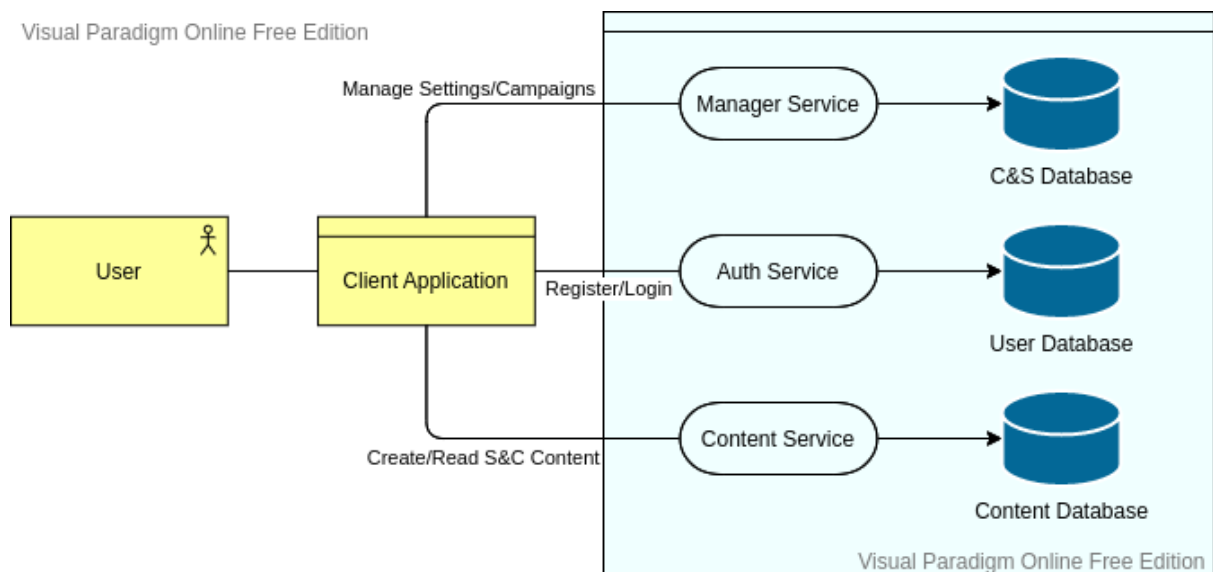 Visual Paradigm Online Free Edition
Manage Settings/Campaigns
Manager Service
C&S Database
User
Client Application
Register/Login
Auth Service
User Database
Create/Read S&C Content
Content Service
Content Database
Visual Paradigm Online Free Edition